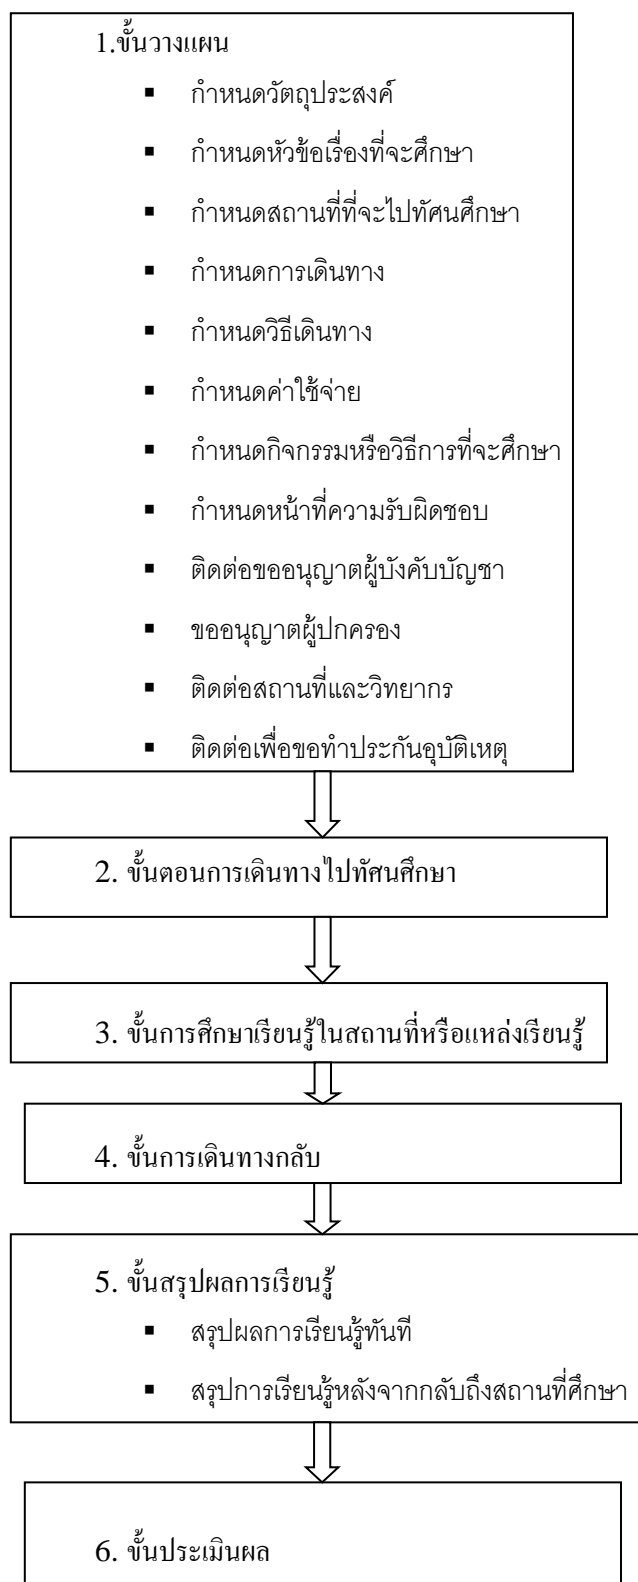 1.ขั้นวางแผน
▪ กำหนดวัตถุประสงค์
▪ กำหนดหัวข้อเรื่องที่จะศึกษา
▪ กำหนดสถานที่ที่จะไปทัศนศึกษา
▪ กำหนดการเดินทาง
▪ กำหนดวิธีเดินทาง
▪ กำหนดค่าใช้จ่าย
▪ กำหนดกิจกรรมหรือวิธีการที่จะศึกษา
▪ กำหนดหน้าที่ความรับผิดชอบ
▪ ติดต่อขออนุญาตผู้บังคับบัญชา
▪ ขออนุญาตผู้ปกครอง
▪ ติดต่อสถานที่และวิทยากร
▪ ติดต่อเพื่อขอทำประกันอุบัติเหตุ
2. ขั้นตอนการเดินทางไปทัศนศึกษา
3. ขั้นการศึกษาเรียนรู้ในสถานที่หรือแหล่งเรียนรู้
4. ขั้นการเดินทางกลับ
5. ขั้นสรุปผลการเรียนรู้
▪ สรุปผลการเรียนรู้ทันที
▪ สรุปการเรียนรู้หลังจากกลับถึงสถานที่ศึกษา
6. ขั้นประเมินผล